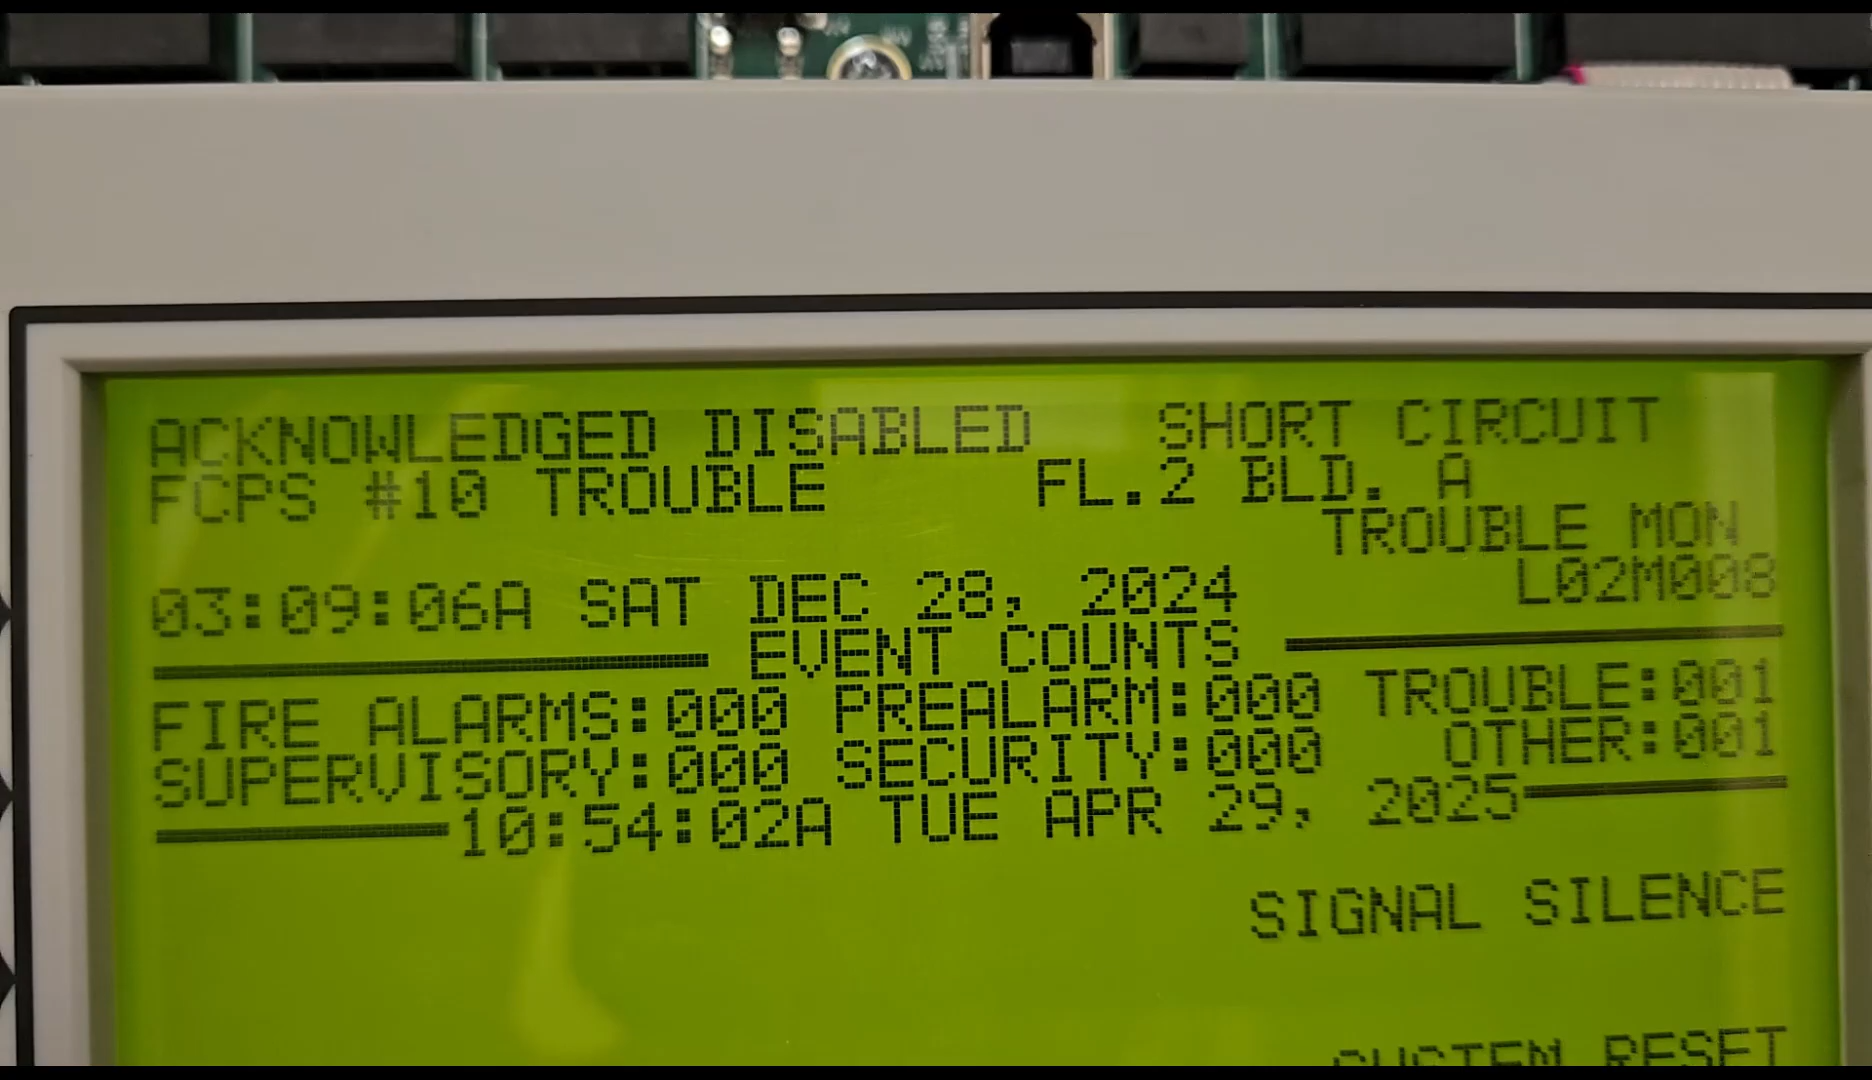 ACKNOWLEDGED DISABLED SHORT CIRCUIT
FCPS #10 TROUBLE FL.2 BLD. A
TROUBLE MON
03:09:06A SAT DEC 28, 2024 L02M008
EVENT COUNTS
FIRE ALARMS:000 PREALARM:000 TROUBLE:001
SUPERVISORY:000 SECURITY:000 OTHER:001
10:54:02A TUE APR 29, 2025
SIGNAL SILENCE
SYSTEM RESET